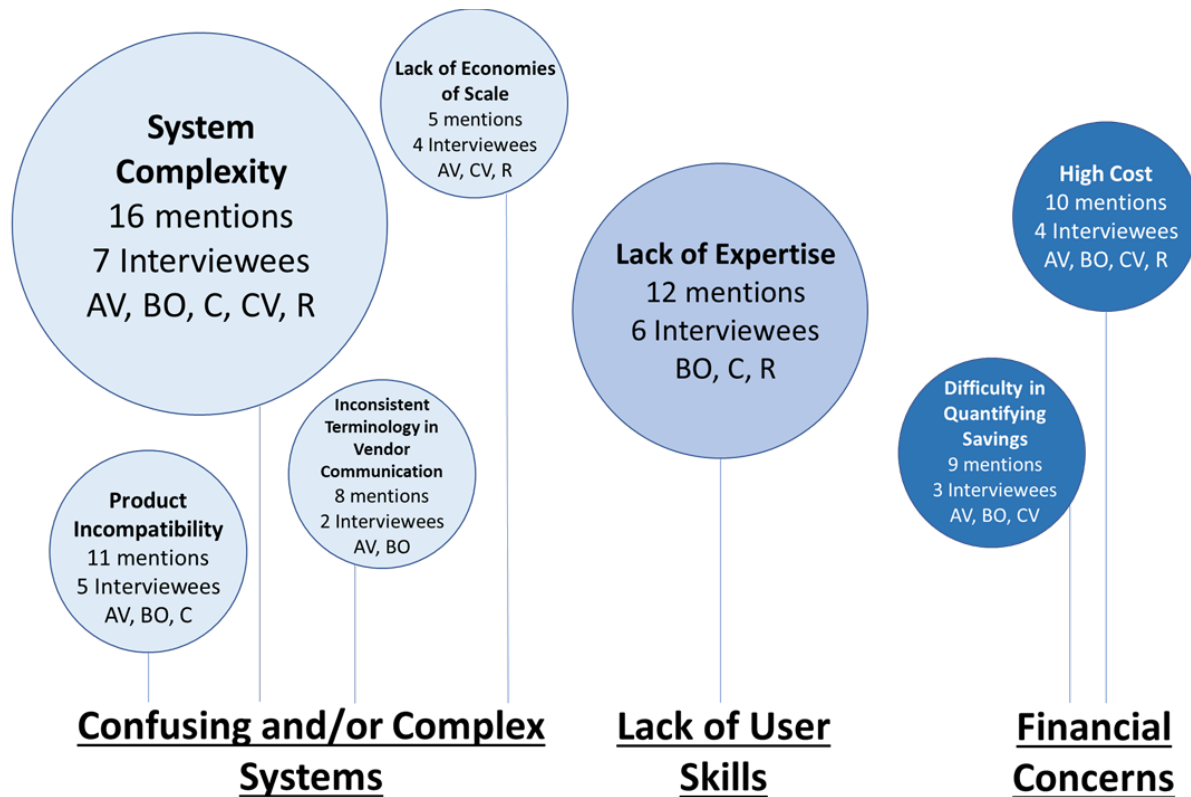 System
Complexity
16 mentions
7 Interviewees
AV, BO, C, CV, R
Lack of Economies
of Scale
5 mentions
4 Interviewees
AV, CV, R
Product
Incompatibility
11 mentions
5 Interviewees
AV, BO, C
Inconsistent
Terminology in
Vendor
Communication
8 mentions
2 Interviewees
AV, BO
Confusing and/or Complex
Systems
Lack of Expertise
12 mentions
6 Interviewees
BO, C, R
Lack of User
Skills
High Cost
10 mentions
4 Interviewees
AV, BO, CV, R
Difficulty in
Quantifying
Savings
9 mentions
3 Interviewees
AV, BO, CV
Financial
Concerns